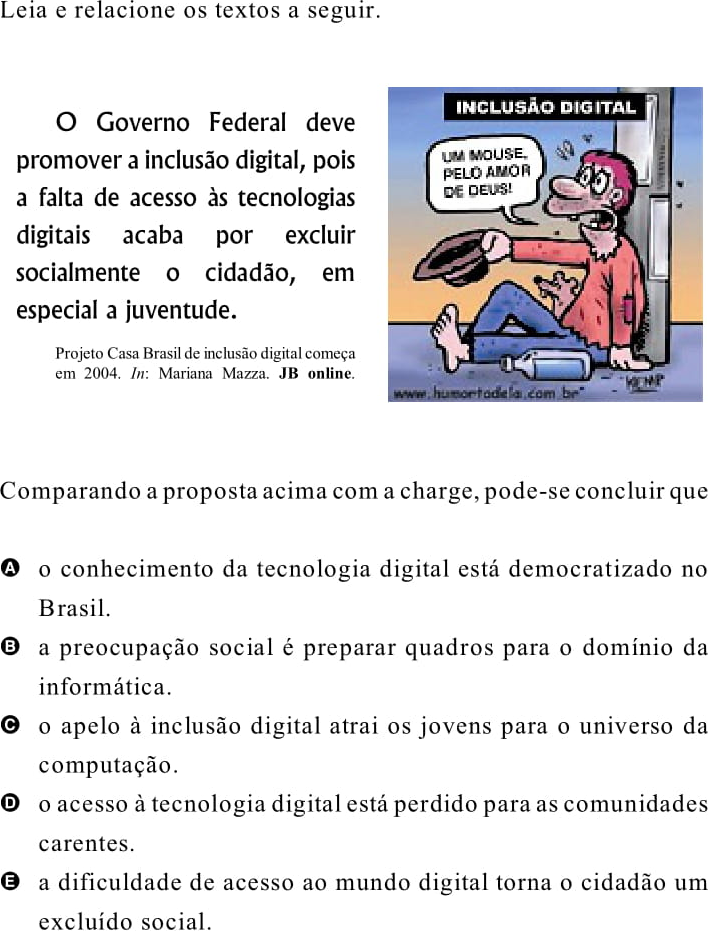 Leia e relacione os textos a seguir.
O Governo Federal deve
promover a inclusão digital, pois
a falta de acesso às tecnologias
digitais acaba por excluir
socialmente o cidadão, em
especial a juventude.
Projeto Casa Brasil de inclusão digital começa
em 2004. In: Mariana Mazza. JB online.
INCLUSÃO DIGITAL
UM MOUSE,
PELO AMOR
DE DEUS!
KEMP
www.humortadela.com.br
Comparando a proposta acima com a charge, pode-se concluir que
A o conhecimento da tecnologia digital está democratizado no
Brasil.
B a preocupação social é preparar quadros para o domínio da
informática.
C o apelo à inclusão digital atrai os jovens para o universo da
computação.
D o acesso à tecnologia digital está perdido para as comunidades
carentes.
E a dificuldade de acesso ao mundo digital torna o cidadão um
excluído social.